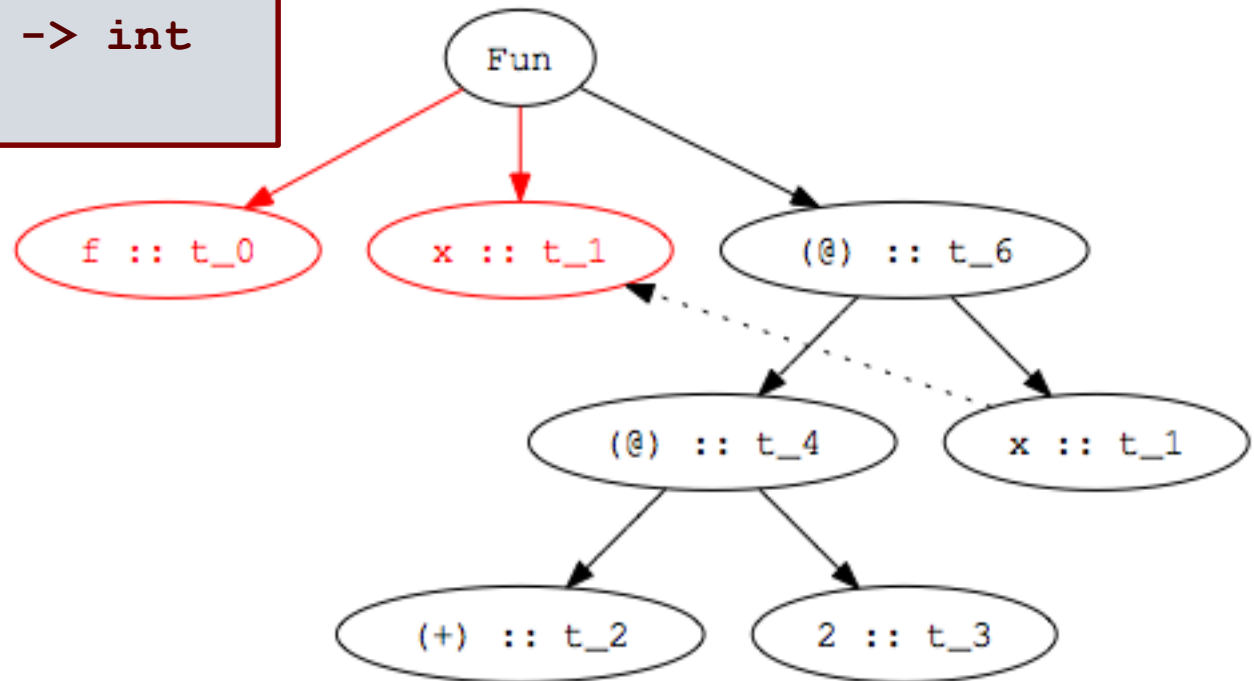 -> int
Fun
f :: t_0
x :: t_1
(@) :: t_6
(@) :: t_4
x :: t_1
(+) :: t_2
2 :: t_3